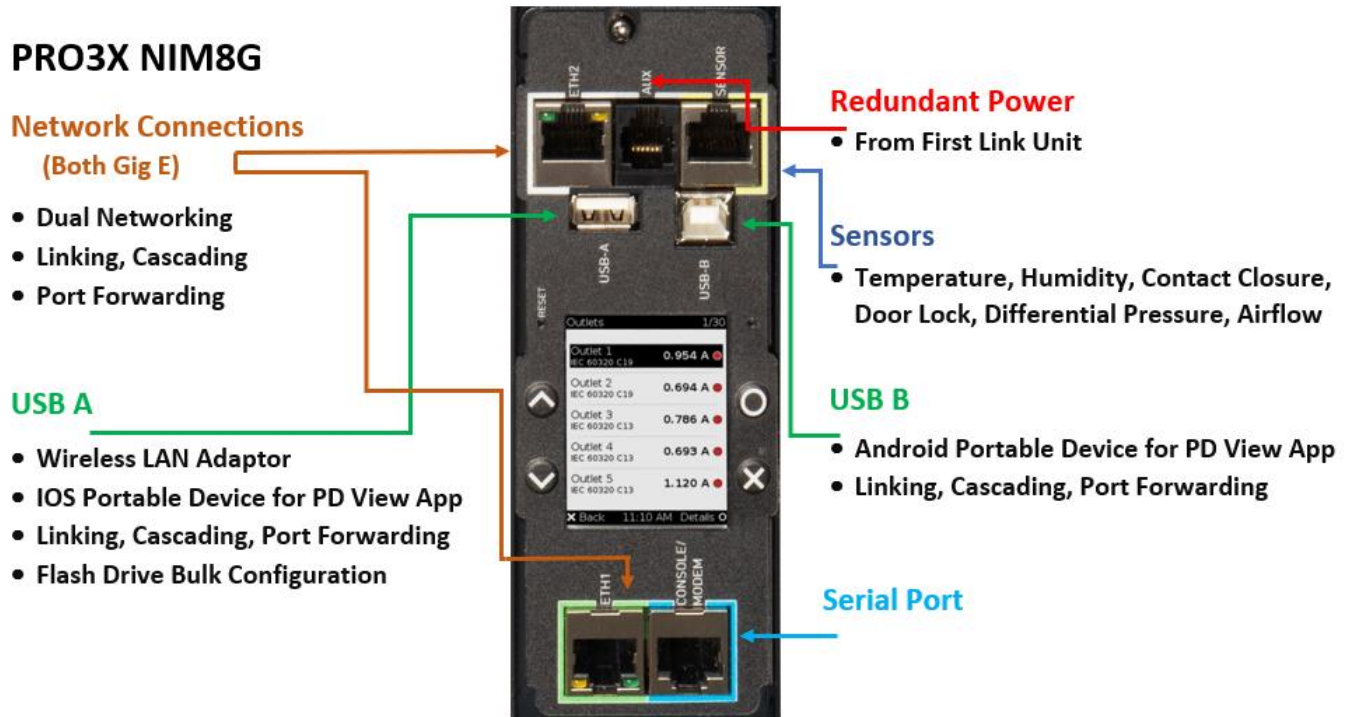 PRO3X NIM8G
Network Connections
(Both Gig E)
• Dual Networking
• Linking, Cascading
• Port Forwarding
USB A
• Wireless LAN Adaptor
• IOS Portable Device for PD View App
• Linking, Cascading, Port Forwarding
• Flash Drive Bulk Configuration
ETH2
AUX
SENSOR
USB-A
USB-B
RESET
Outlets 1/30
Outlet 1
IEC 60320 C19 0.954 A
Outlet 2
IEC 60320 C19 0.694 A
Outlet 3
IEC 60320 C13 0.786 A
Outlet 4
IEC 60320 C13 0.693 A
Outlet 5
IEC 60320 C13 1.120 A
X Back 11:10 AM Details O
ETH1
CONSOLE/
MODEM
Redundant Power
• From First Link Unit
Sensors
• Temperature, Humidity, Contact Closure,
Door Lock, Differential Pressure, Airflow
USB B
• Android Portable Device for PD View App
• Linking, Cascading, Port Forwarding
Serial Port